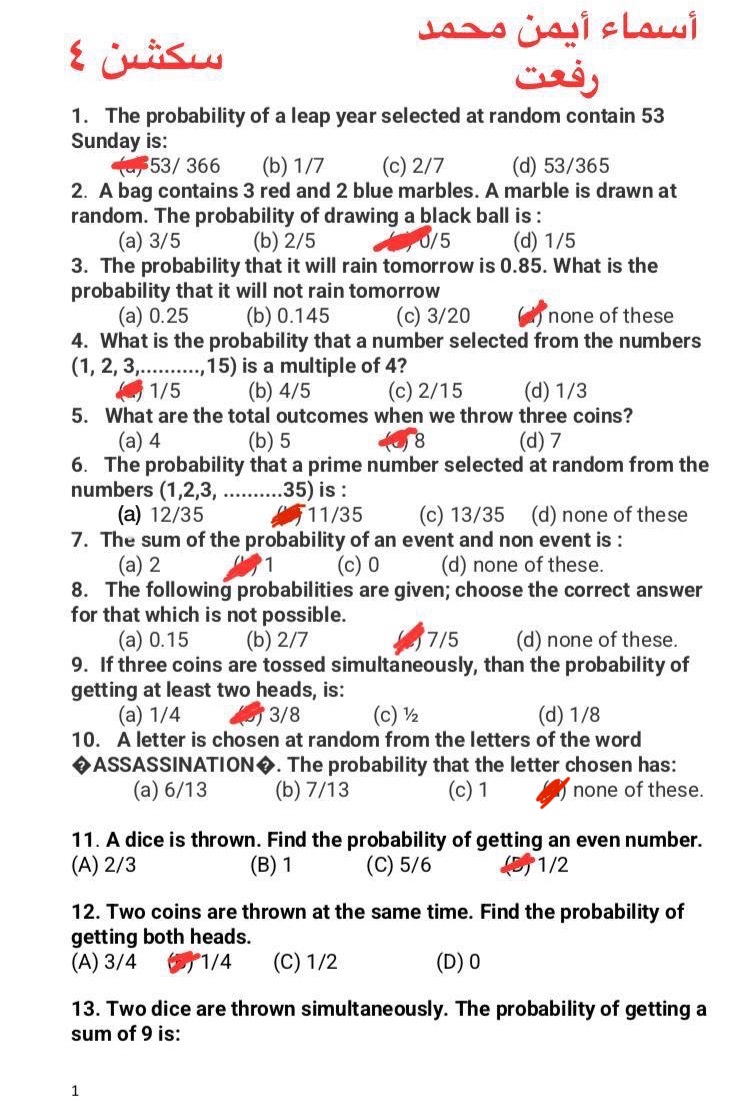 أسماء أيمن محمد
رفعت
سكشن ٤
1. The probability of a leap year selected at random contain 53
Sunday is:
53/ 366 (b) 1/7 (c) 2/7 (d) 53/365
2. A bag contains 3 red and 2 blue marbles. A marble is drawn at
random. The probability of drawing a black ball is :
(a) 3/5 (b) 2/5 0/5 (d) 1/5
3. The probability that it will rain tomorrow is 0.85. What is the
probability that it will not rain tomorrow
(a) 0.25 (b) 0.145 (c) 3/20 none of these
4. What is the probability that a number selected from the numbers
(1, 2, 3,..........,15) is a multiple of 4?
1/5 (b) 4/5 (c) 2/15 (d) 1/3
5. What are the total outcomes when we throw three coins?
(a) 4 (b) 5 8 (d) 7
6. The probability that a prime number selected at random from the
numbers (1,2,3, ..........35) is :
(a) 12/35 11/35 (c) 13/35 (d) none of these
7. The sum of the probability of an event and non event is :
(a) 2 1 (c) 0 (d) none of these.
8. The following probabilities are given; choose the correct answer
for that which is not possible.
(a) 0.15 (b) 2/7 7/5 (d) none of these.
9. If three coins are tossed simultaneously, than the probability of
getting at least two heads, is:
(a) 1/4 3/8 (c) ½ (d) 1/8
10. A letter is chosen at random from the letters of the word
�ASSASSINATION�. The probability that the letter chosen has:
(a) 6/13 (b) 7/13 (c) 1 none of these.
11. A dice is thrown. Find the probability of getting an even number.
(A) 2/3 (B) 1 (C) 5/6 (D) 1/2
12. Two coins are thrown at the same time. Find the probability of
getting both heads.
(A) 3/4 1/4 (C) 1/2 (D) 0
13. Two dice are thrown simultaneously. The probability of getting a
sum of 9 is:
1